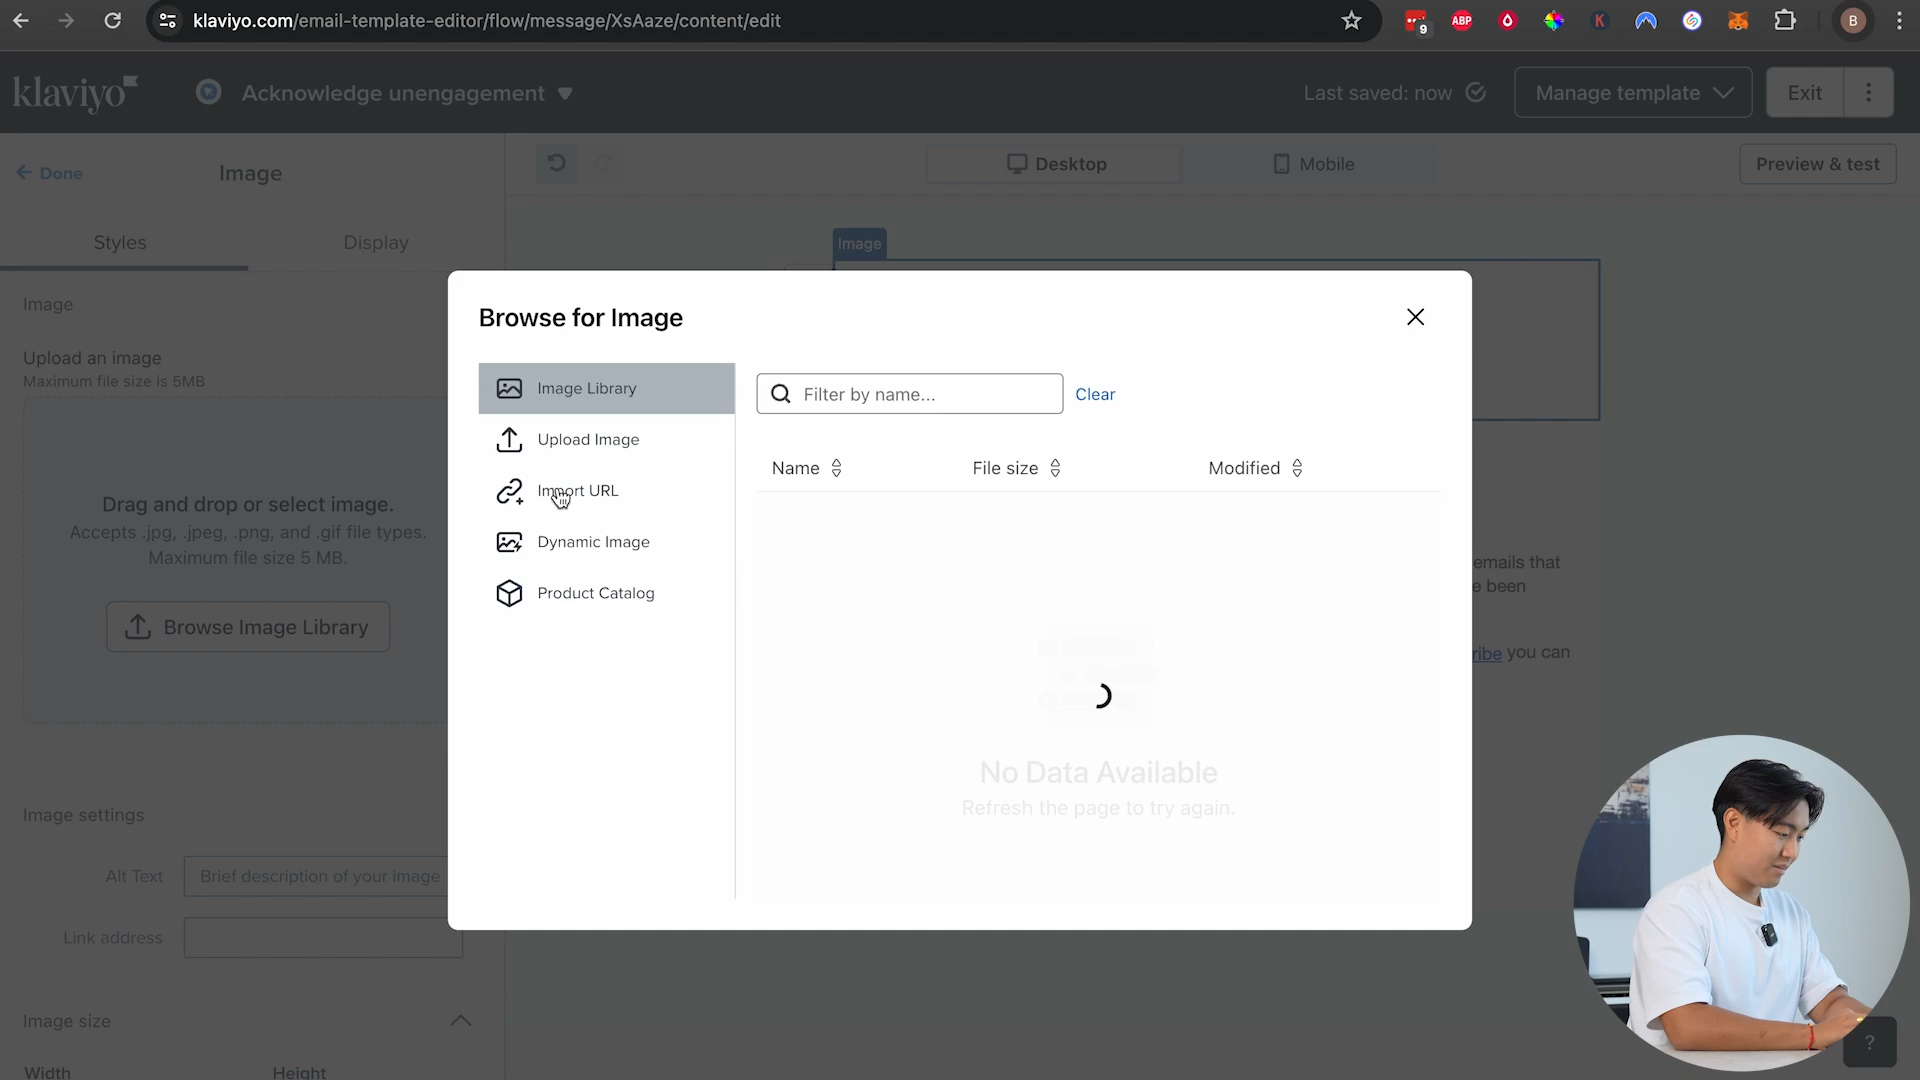 klaviyo.com/email-template-editor/flow/message/XsAaze/content/edit
9
ABP
K
B
klaviyo
Acknowledge unengagement
Last saved: now
Manage template
Exit
Done
Image
Desktop
Mobile
Preview & test
Styles
Display
Image
Image
Upload an image
Maximum file size is 5MB
Drag and drop or select image.
Accepts .jpg, .jpeg, .png, and .gif file types.
Maximum file size 5 MB.
Browse Image Library
Image settings
Alt Text
Brief description of your image
Link address
Image size
Width
Height
Browse for Image
Image Library
Upload Image
Import URL
Dynamic Image
Product Catalog
Filter by name...
Clear
Name
File size
Modified
No Data Available
Refresh the page to try again.
emails that
e been
ribe you can
?